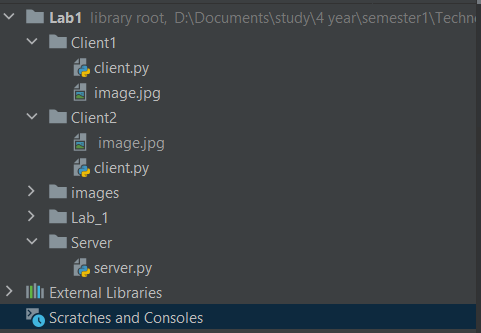 Lab1 library root, D:\Documents\study\4 year\semester1\Techno
Client1
client.py
image.jpg
Client2
image.jpg
client.py
images
Lab_1
Server
server.py
External Libraries
Scratches and Consoles